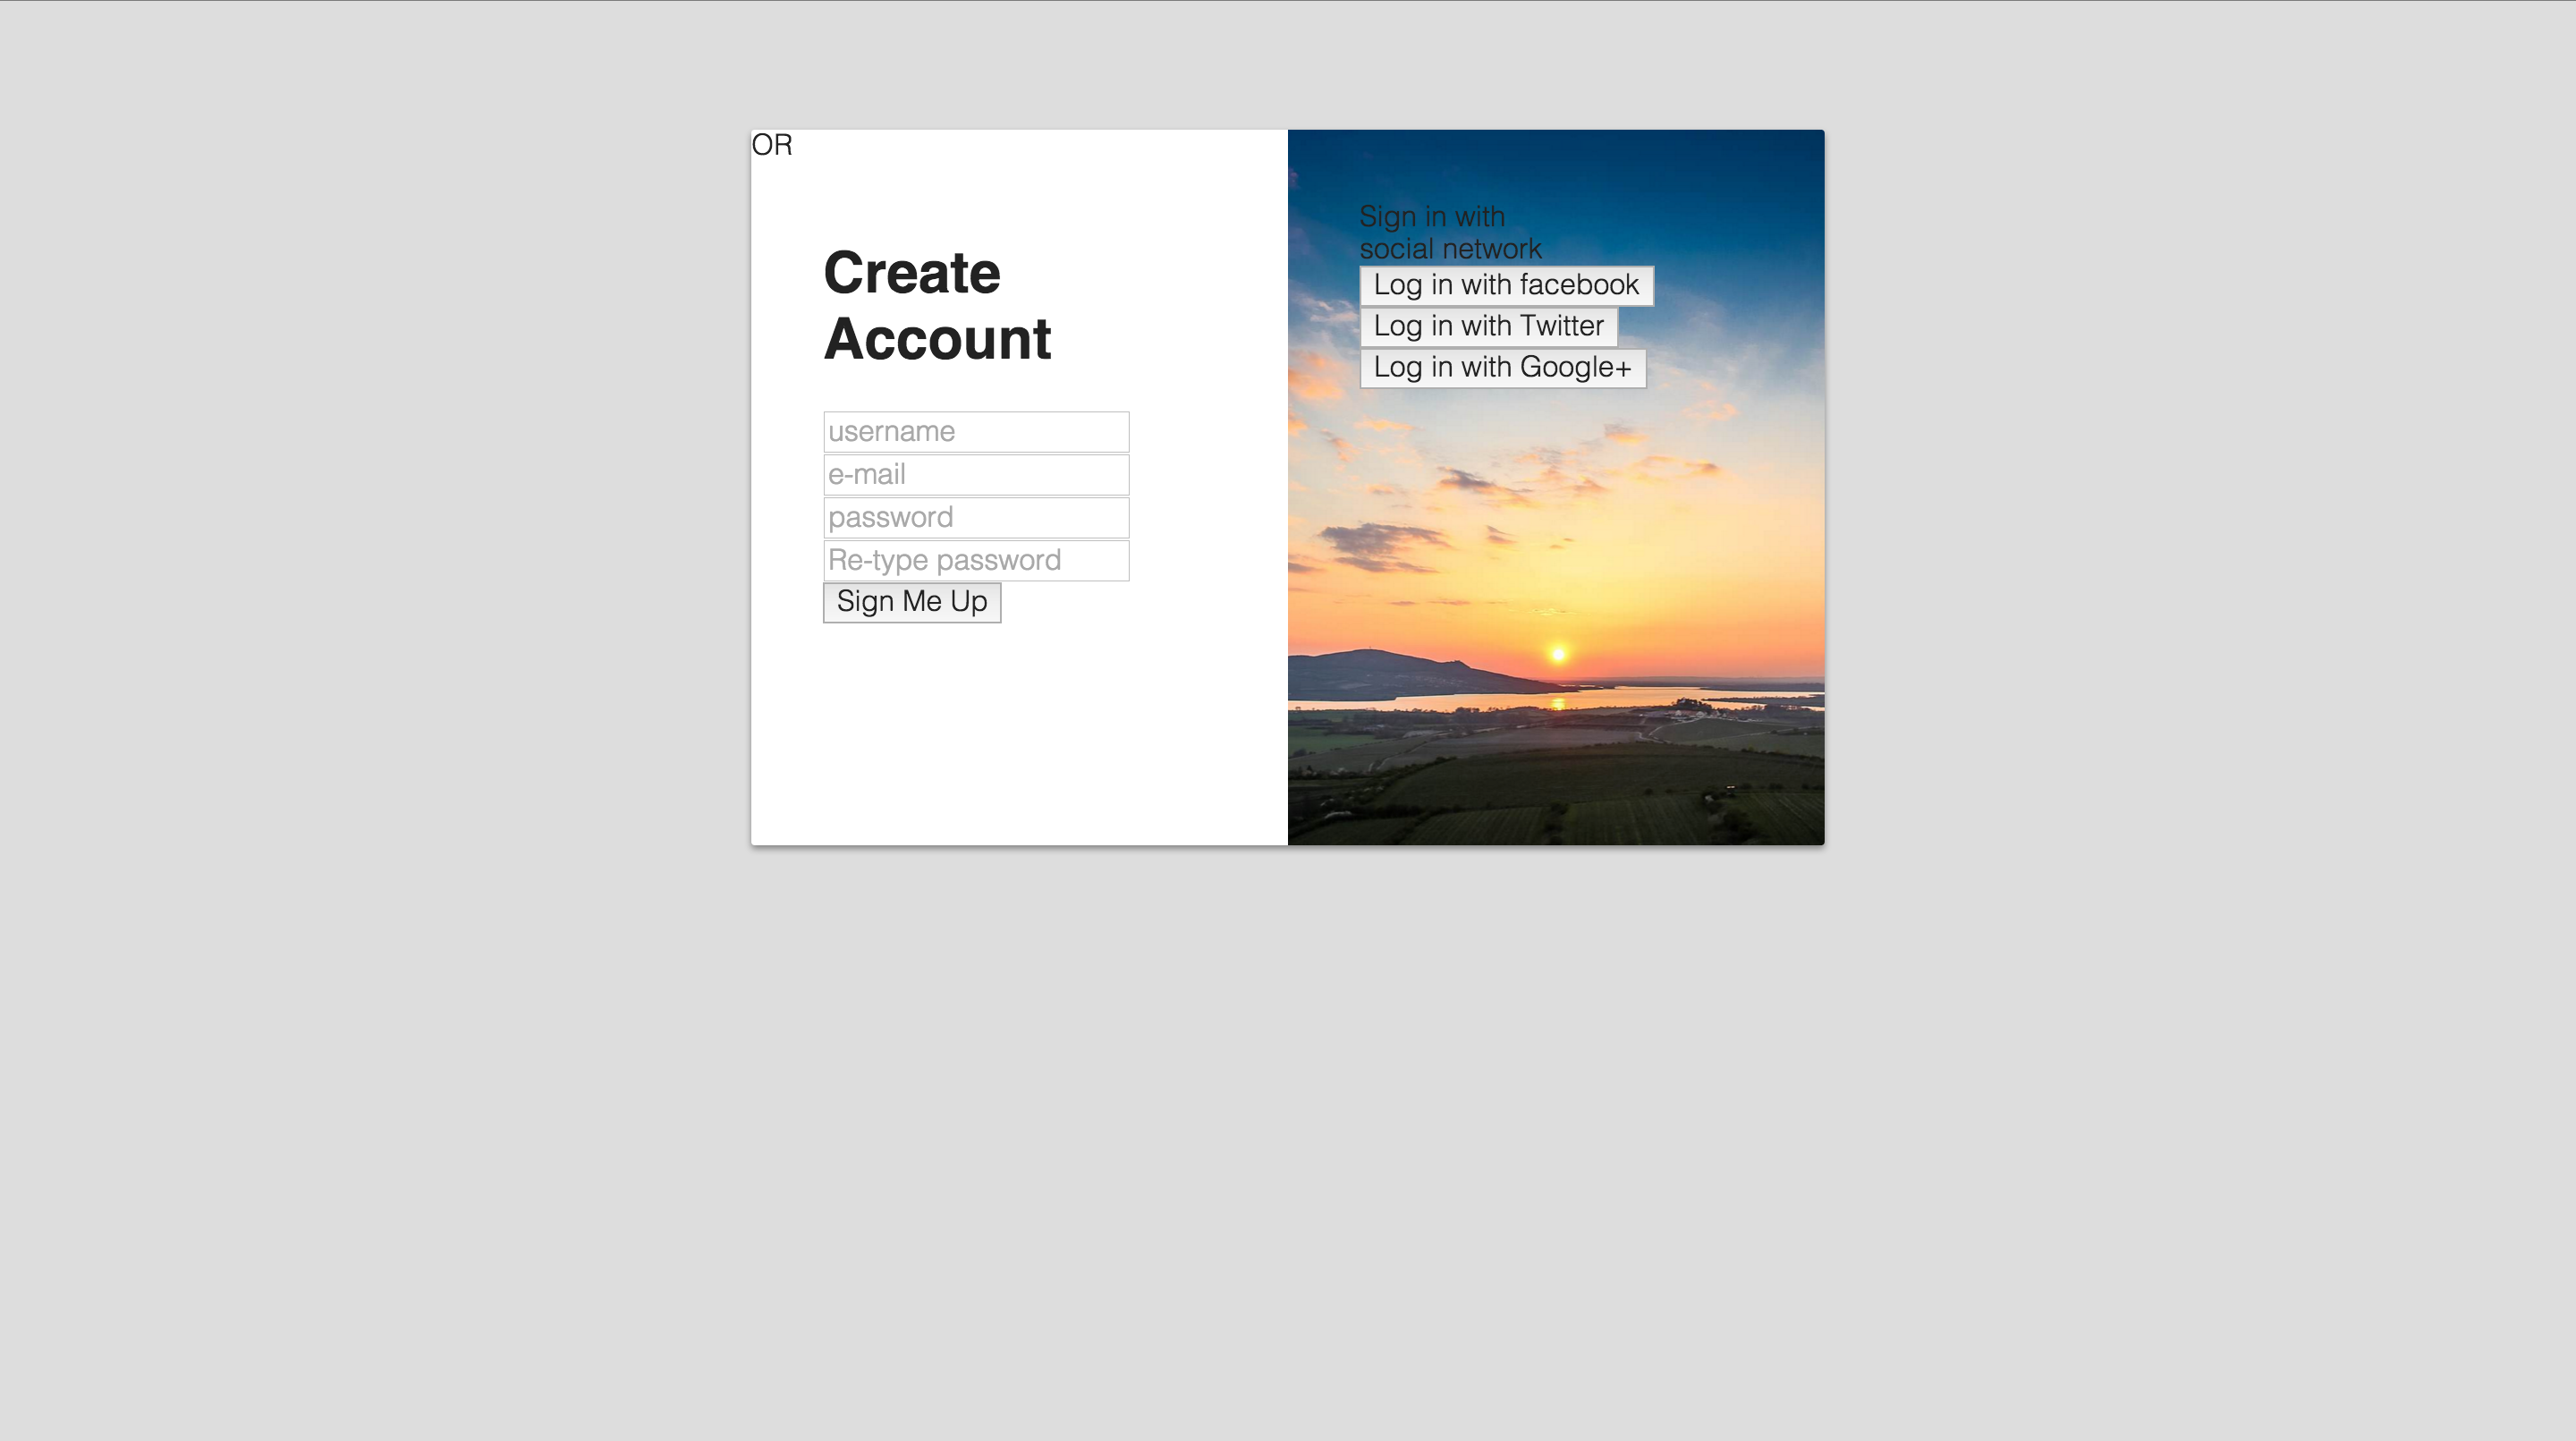 OR
Create
Account
username
e-mail
password
Re-type password
Sign Me Up
Sign in with
social network
Log in with facebook
Log in with Twitter
Log in with Google+